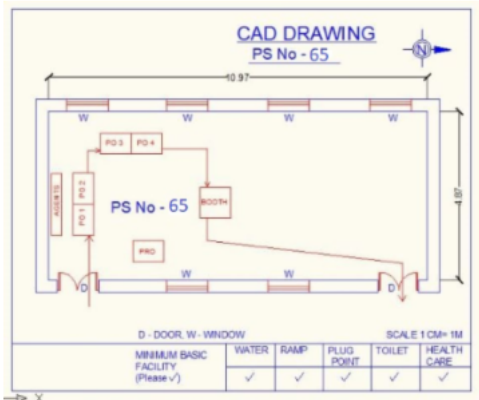 CAD DRAWING
PS No - 65
N
10.97
W W W W
PO 3 PO 4
AGENTS
PO 1 PO 2
PS No - 65
BOOTH
4.87
PRO
W W
D D
D - DOOR, W - WINDOW
SCALE 1 CM= 1M
MINIMUM BASIC FACILITY (Please ✓)
WATER
RAMP
PLUG POINT
TOILET
HEALTH CARE
✓ ✓ ✓ ✓ ✓
X